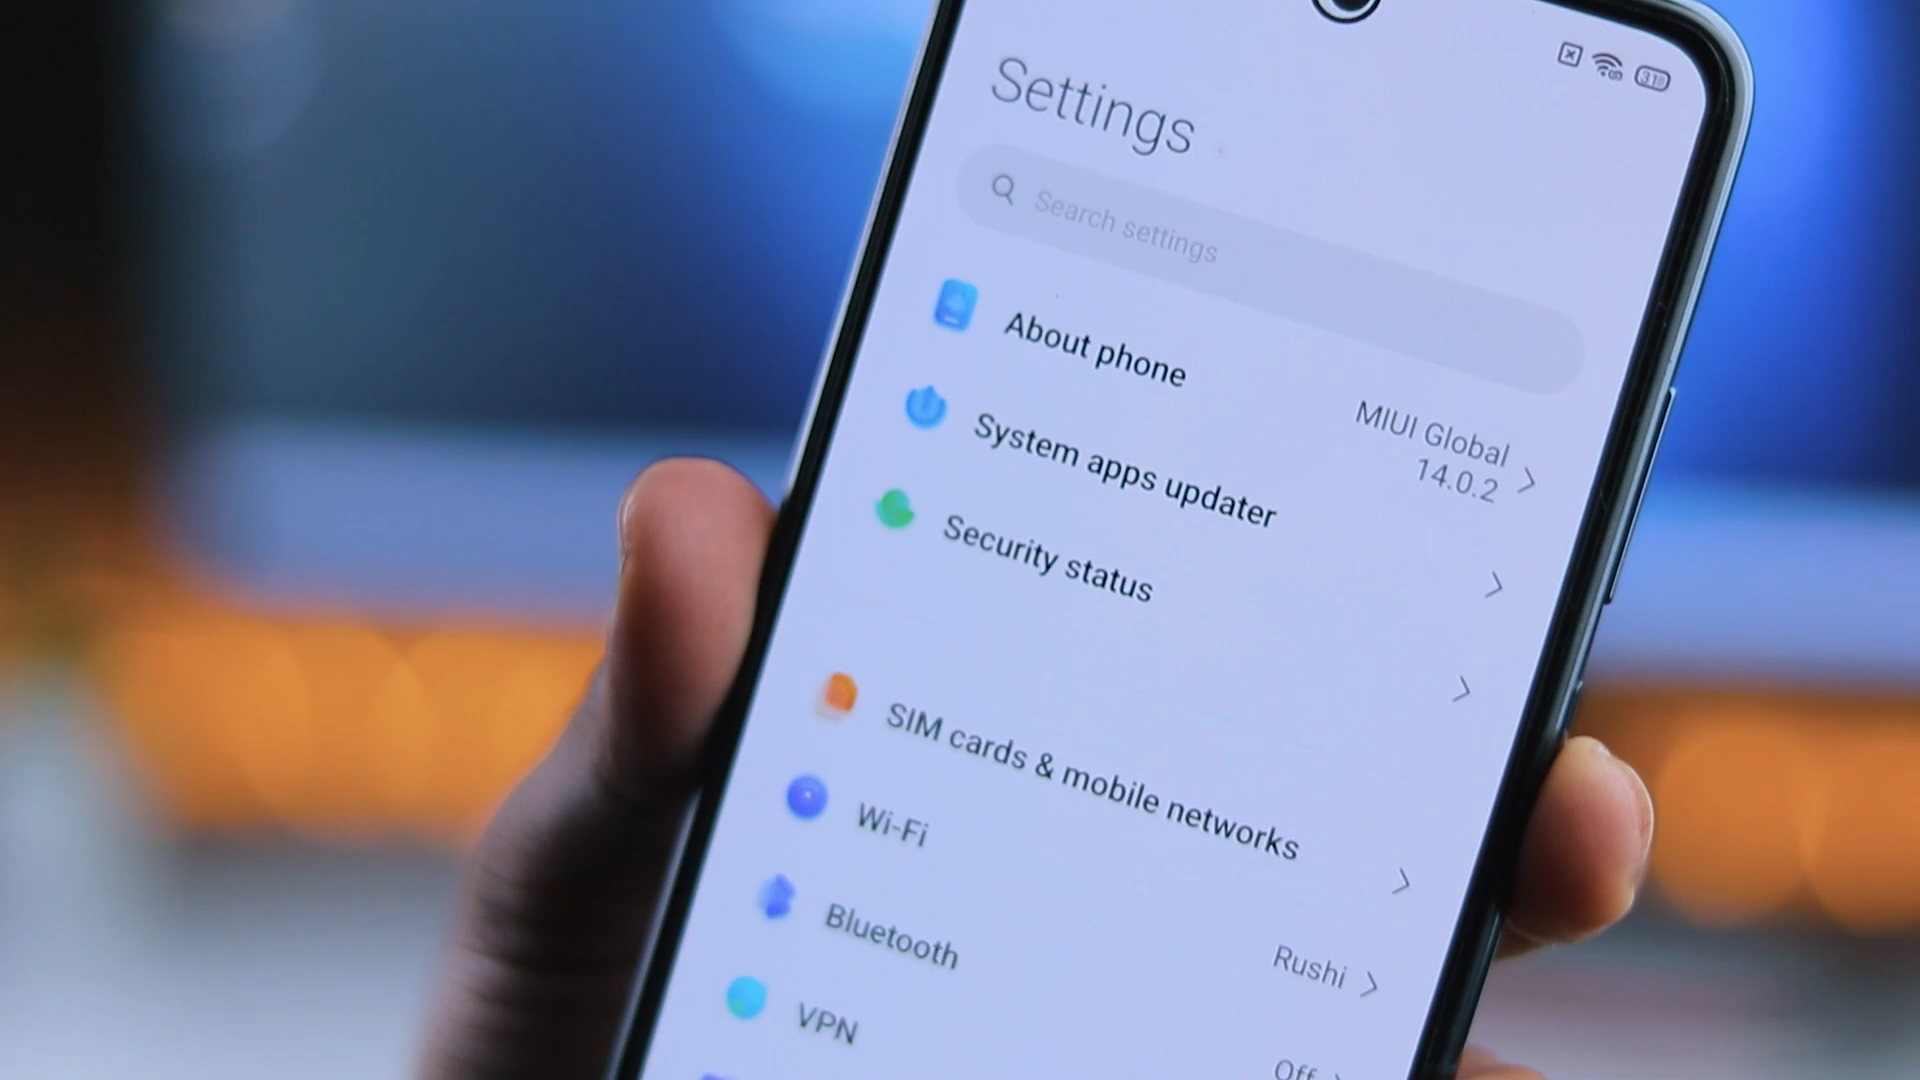 31
Settings
Search settings
About phone
MIUI Global
14.0.2
System apps updater
Security status
SIM cards & mobile networks
Wi-Fi
Rushi
Bluetooth
Off
VPN